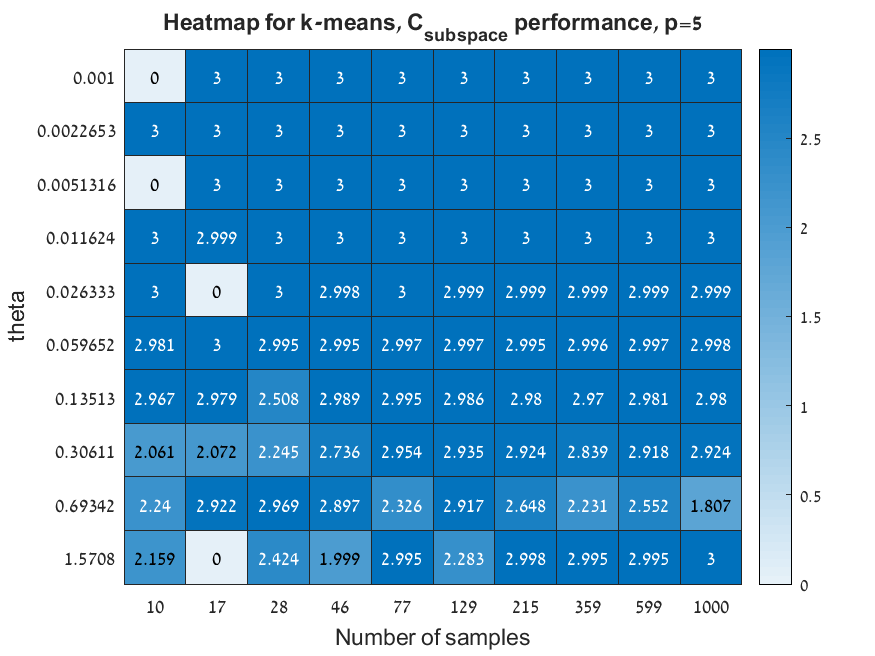 Heatmap for k-means, C_subspace performance, p=5
theta
0.001 0 3 3 3 3 3 3 3 3 3
0.0022653 3 3 3 3 3 3 3 3 3 3
0.0051316 0 3 3 3 3 3 3 3 3 3
0.011624 3 2.999 3 3 3 3 3 3 3 3
0.026333 3 0 3 2.998 3 2.999 2.999 2.999 2.999 2.999
0.059652 2.981 3 2.995 2.995 2.997 2.997 2.995 2.996 2.997 2.998
0.13513 2.967 2.979 2.508 2.989 2.995 2.986 2.98 2.97 2.981 2.98
0.30611 2.061 2.072 2.245 2.736 2.954 2.935 2.924 2.839 2.918 2.924
0.69342 2.24 2.922 2.969 2.897 2.326 2.917 2.648 2.231 2.552 1.807
1.5708 2.159 0 2.424 1.999 2.995 2.283 2.998 2.995 2.995 3
10 17 28 46 77 129 215 359 599 1000
Number of samples
2.5
2
1.5
1
0.5
0